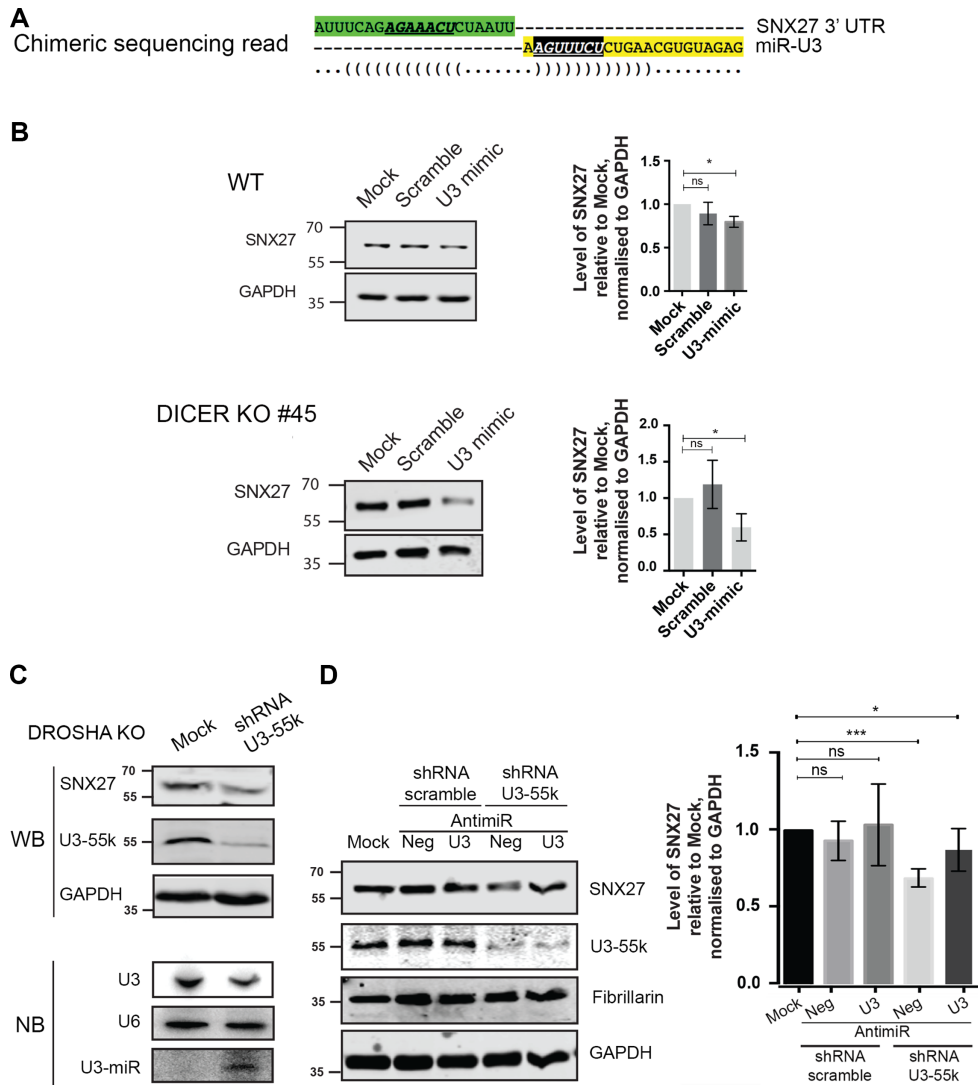 A
AUUUCAGAGAAACUCUAAUU--------------------- SNX27 3' UTR
Chimeric sequencing read
--------------------AAGUUUCUCUGAACGUGUAGAG miR-U3
...((((((((((((.......))))))))))))........
B
WT
Mock Scramble U3 mimic
SNX27
70
55
GAPDH
35
Level of SNX27
relative to Mock,
normalised to GAPDH
1.5
1.0
0.5
0.0
*
ns
Mock
Scramble
U3-mimic
DICER KO #45
Mock Scramble U3 mimic
SNX27
70
55
GAPDH
35
Level of SNX27
relative to Mock,
normalised to GAPDH
2.0
1.5
1.0
0.5
0.0
*
ns
Mock
Scramble
U3-mimic
C
DROSHA KO
Mock
shRNA
U3-55k
WB
SNX27
70
55
U3-55k
55
GAPDH
35
NB
U3
U6
U3-miR
D
shRNA
scramble
shRNA
U3-55k
AntimiR
Mock Neg U3 Neg U3
70
55
SNX27
55
U3-55k
35
Fibrillarin
35
GAPDH
Level of SNX27
relative to Mock,
normalised to GAPDH
1.5
1.0
0.5
0.0
*
***
ns
ns
Mock Neg U3 Neg U3
AntimiR
shRNA
scramble
shRNA
U3-55k